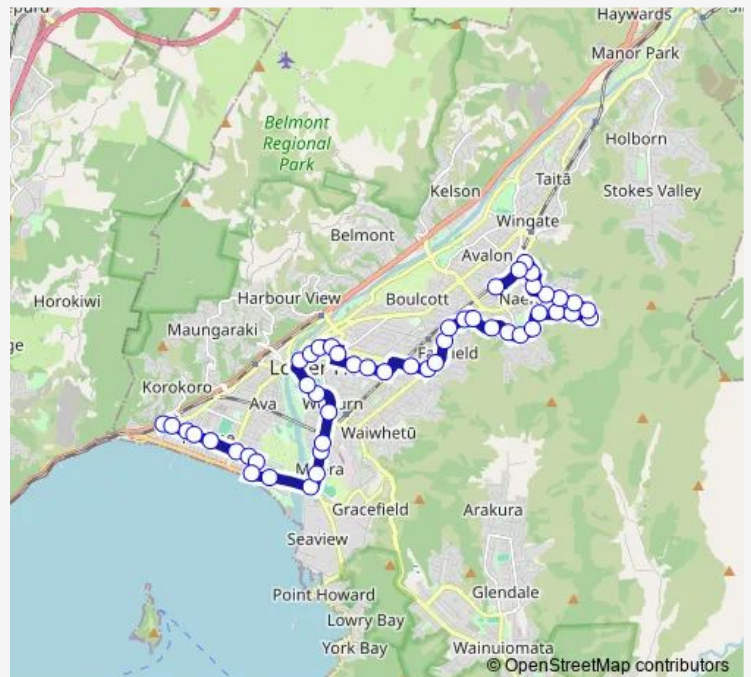 Haywards
Manor Park
Belmont
Regional
Park
Holborn
Taitā
Kelson
Stokes Valley
Wingate
Belmont
Avalon
Horokiwi
Harbour View
Boulcott
Maungaraki
Korokoro
Ava
Waiwhetū
Gracefield
Arakura
Seaview
Point Howard
Glendale
Lowry Bay
York Bay
Wainuiomata
© OpenStreetMap contributors